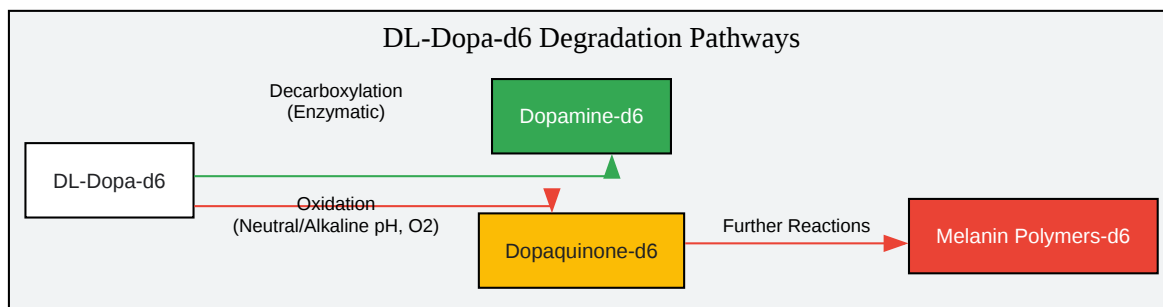 DL-Dopa-d6 Degradation Pathways
Decarboxylation
(Enzymatic)
Dopamine-d6
DL-Dopa-d6
Oxidation
(Neutral/Alkaline pH, O2)
Dopaquinone-d6
Further Reactions
Melanin Polymers-d6